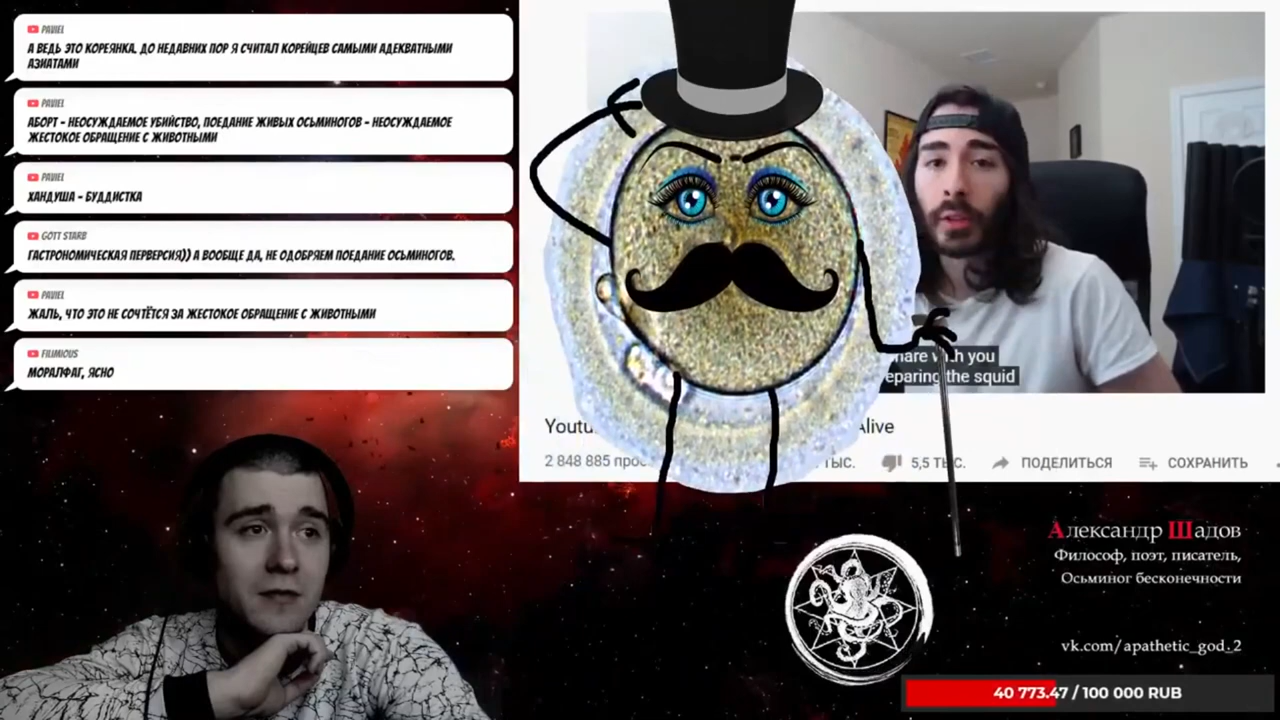 PAVIEL
А ВЕДЬ ЭТО КОРЕЯНКА. ДО НЕДАВНИХ ПОР Я СЧИТАЛ КОРЕЙЦЕВ САМЫМИ АДЕКВАТНЫМИ
АЗИАТАМИ
PAVIEL
АБОРТ - НЕОСУЖДАЕМОЕ УБИЙСТВО, ПОЕДАНИЕ ЖИВЫХ ОСЬМИНОГОВ - НЕОСУЖДАЕМОЕ
ЖЕСТОКОЕ ОБРАЩЕНИЕ С ЖИВОТНЫМИ
PAVIEL
ХАНДУША - БУДДИСТКА
GOTT STARB
ГАСТРОНОМИЧЕСКАЯ ПЕРВЕРСИЯ)) А ВООБЩЕ ДА, НЕ ОДОБРЯЕМ ПОЕДАНИЕ ОСЬМИНОГОВ.
PAVIEL
ЖАЛЬ, ЧТО ЭТО НЕ СОЧТЁТСЯ ЗА ЖЕСТОКОЕ ОБРАЩЕНИЕ С ЖИВОТНЫМИ
FILIMIOUS
МОРАЛФАГ, ЯСНО
hare with you
eparing the squid
Youtu Alive
2 848 885 прос ТЫС. 5,5 ТЫС. ПОДЕЛИТЬСЯ СОХРАНИТЬ
Александр Шадов
Философ, поэт, писатель,
Осьминог бесконечности
vk.com/apathetic_god_2
40 773.47 / 100 000 RUB